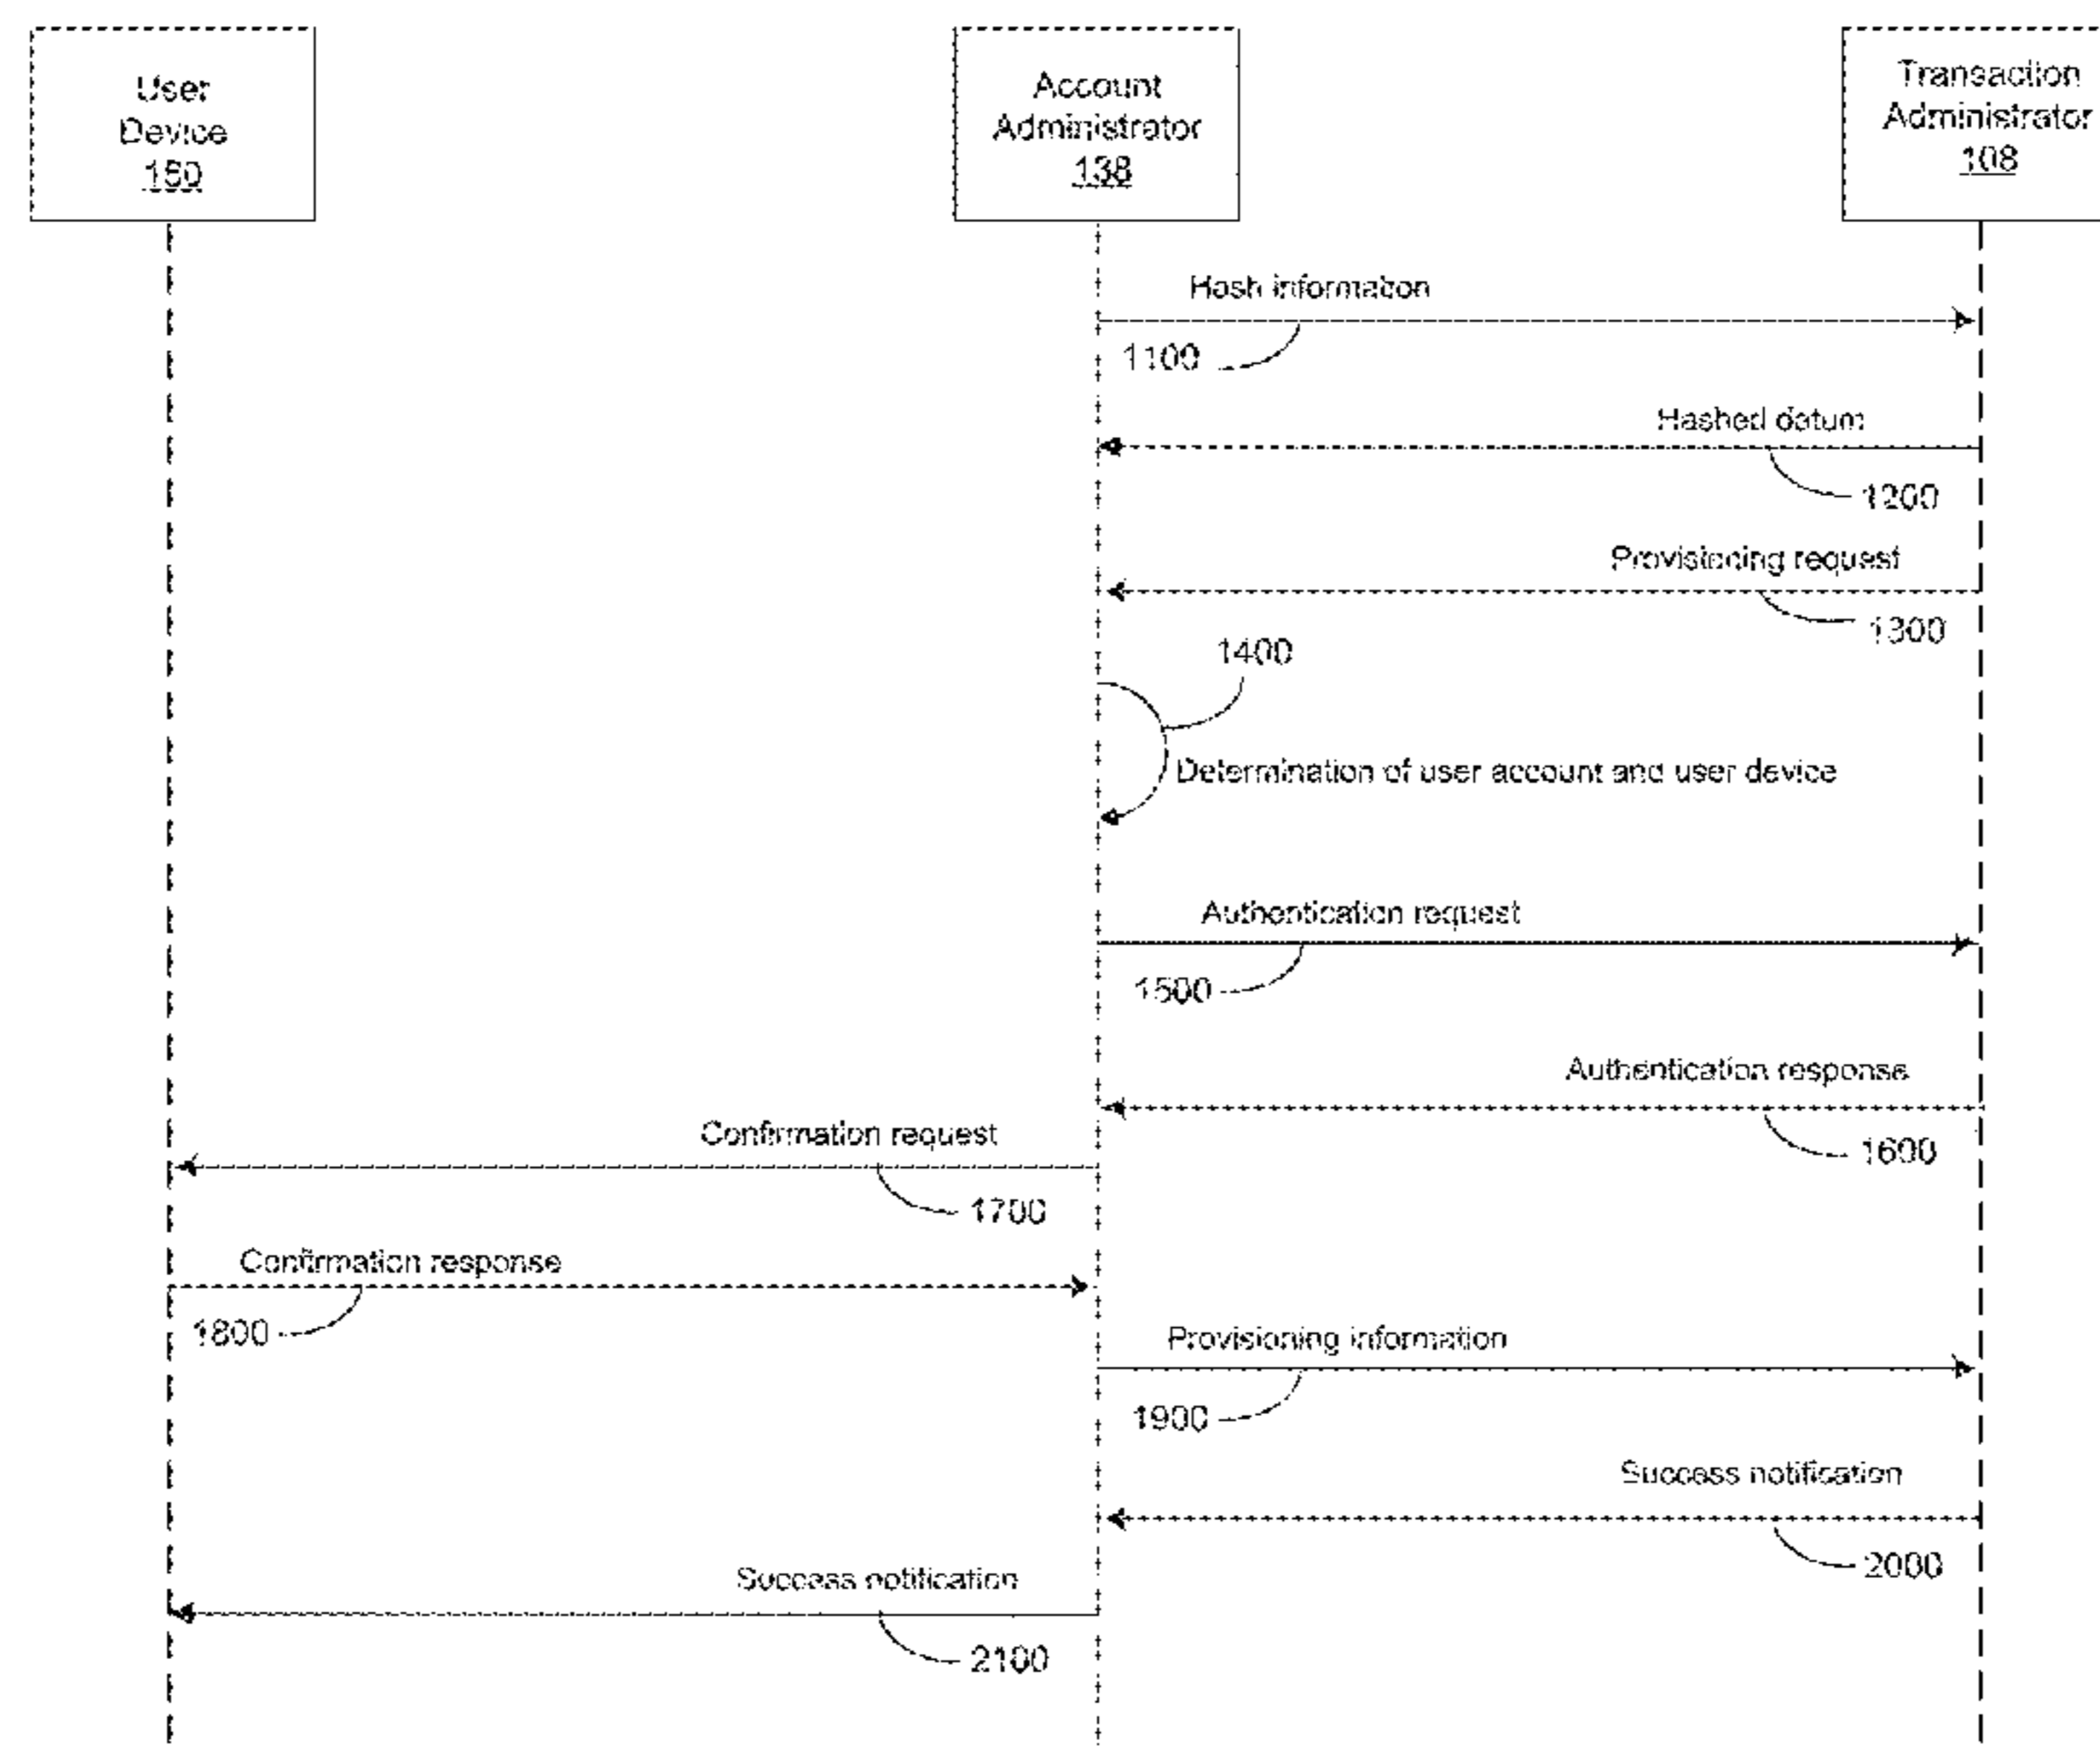 User
Device
150
Account
Administrator
138
Transaction
Administrator
108
Hash information
1100
Hashed datum
1200
Provisioning request
1300
1400
Determination of user account and user device
Authentication request
1500
Authentication response
1600
Confirmation request
1700
Confirmation response
1800
Provisioning information
1900
Success notification
2000
Success notification
2100